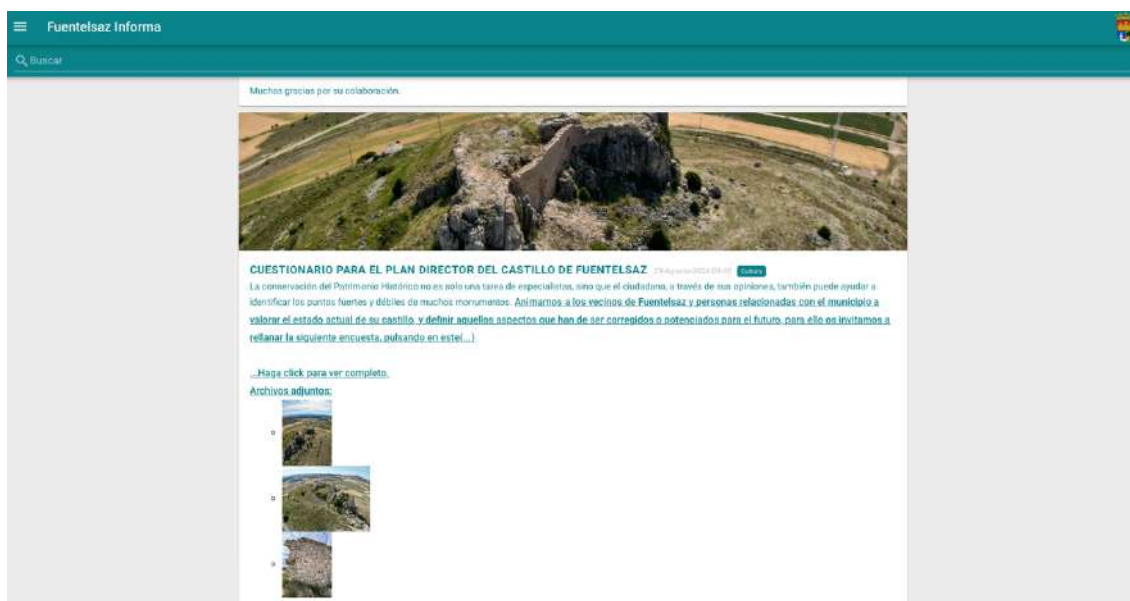 Fuentelsaz Informa
Buscar
Muchas gracias por su colaboración.
CUESTIONARIO PARA EL PLAN DIRECTOR DEL CASTILLO DE FUENTELSAZ Cultura
La conservación del Patrimonio Histórico no es solo una tarea de especialistas, sino que el ciudadano, a través de sus opiniones, también puede ayudar a
identificar los puntos fuertes y débiles de muchos monumentos. Animamos a los vecinos de Fuentelsaz y personas relacionadas con el municipio a
valorar el estado actual de su castillo, y definir aquellos aspectos que han de ser corregidos o potenciados para el futuro, para ello os invitamos a
rellanar la siguiente encuesta, pulsando en este(...)
...Haga click para ver completo.
Archivos adjuntos: